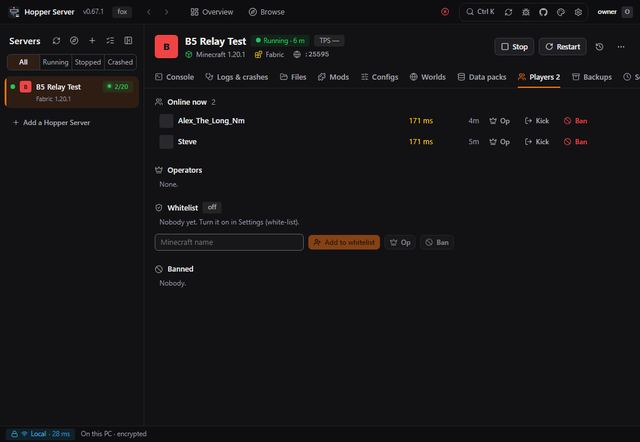 Hopper Server v0.67.1 fox Overview Browse Ctrl K owner O
Servers
All Running Stopped Crashed
B B5 Relay Test 2/20
Fabric 1.20.1
Add a Hopper Server
B B5 Relay Test Running · 6 m TPS —
Minecraft 1.20.1 Fabric :25595
Stop Restart
Console Logs & crashes Files Mods Configs Worlds Data packs Players 2 Backups
Online now 2
Alex_The_Long_Nm 171 ms 4m Op Kick Ban
Steve 171 ms 5m Op Kick Ban
Operators
None.
Whitelist off
Nobody yet. Turn it on in Settings (white-list).
Minecraft name Add to whitelist Op Ban
Banned
Nobody.
Local · 28 ms On this PC · encrypted